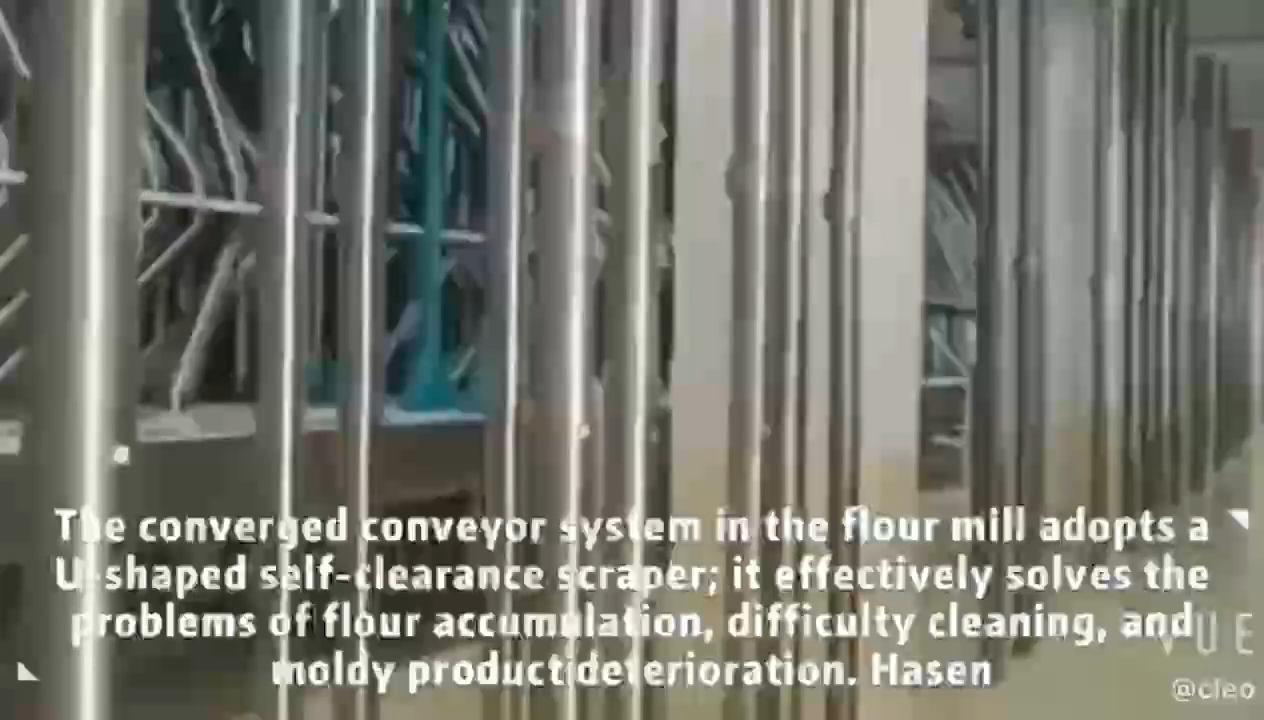 The converged conveyor system in the flour mill adopts a
U-shaped self-clearance scraper; it effectively solves the
problems of flour accumulation, difficulty cleaning, and
moldy product deterioration. Hasen
VUE
@cleo